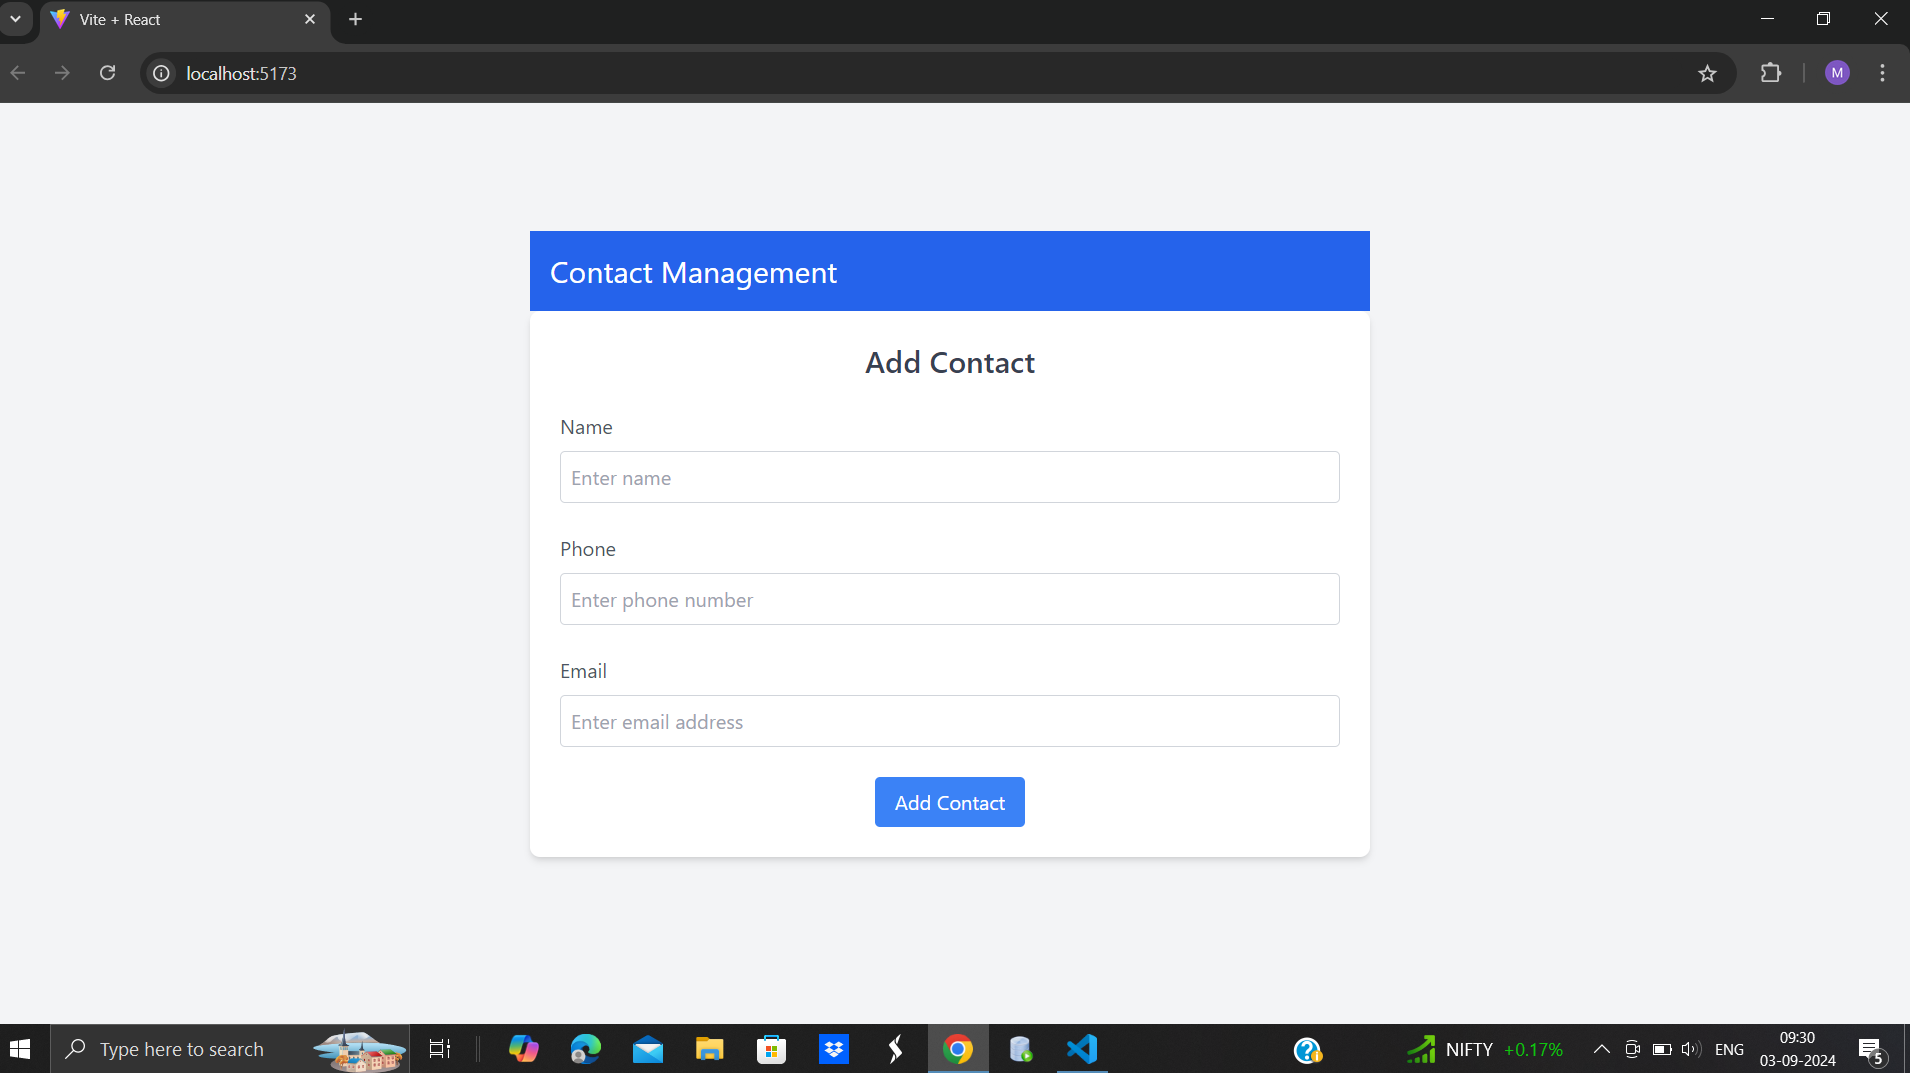 Vite + React
localhost:5173
M
Contact Management
Add Contact
Name
Enter name
Phone
Enter phone number
Email
Enter email address
Add Contact
Type here to search
NIFTY +0.17%
ENG
09:30
03-09-2024
5